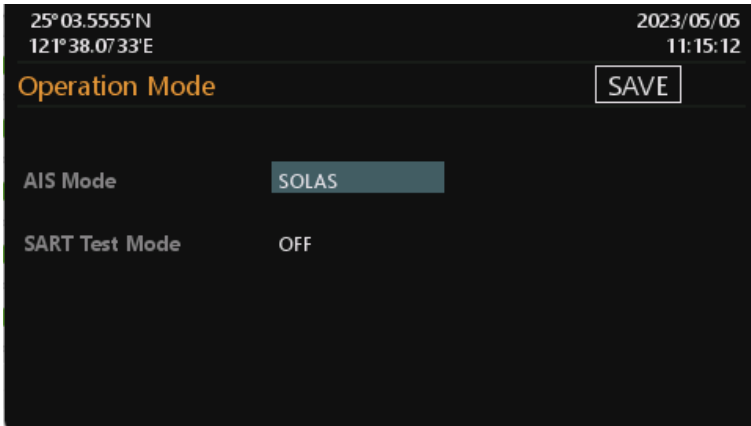 25°03.5555'N 2023/05/05
121°38.0733'E 11:15:12
Operation Mode SAVE
AIS Mode SOLAS
SART Test Mode OFF